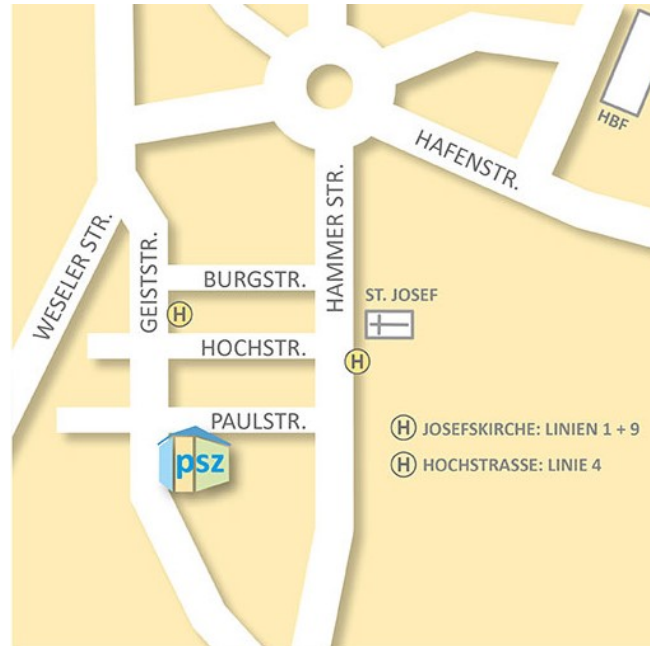 HBF
HAFENSTR.
HAMMER STR.
WESELER STR.
GEISTSTR.
BURGSTR.
ST. JOSEF
H
HOCHSTR.
H
PAULSTR.
H JOSEFSKIRCHE: LINIEN 1 + 9
psz
H HOCHSTRASSE: LINIE 4